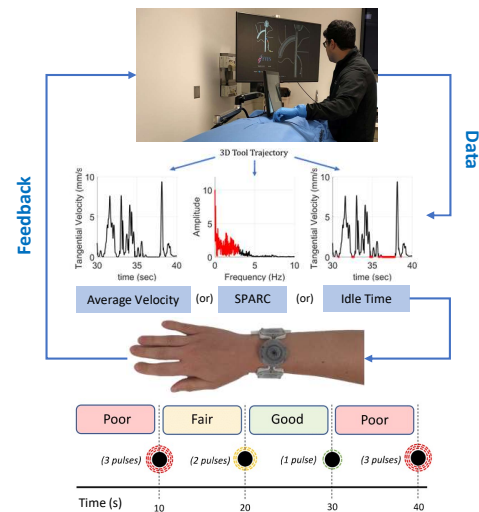 Feedback
Data
3D Tool Trajectory
Tangential Velocity (mm/s
10
5
0
30
35
40
time (sec)
Amplitude
10
5
0
0
5
10
Frequency (Hz)
Tangential Velocity (mm/s
10
5
0
30
35
40
time (sec)
Average Velocity (or) SPARC (or) Idle Time
Poor Fair Good Poor
(3 pulses) (2 pulses) (1 pulse) (3 pulses)
Time (s) 10 20 30 40